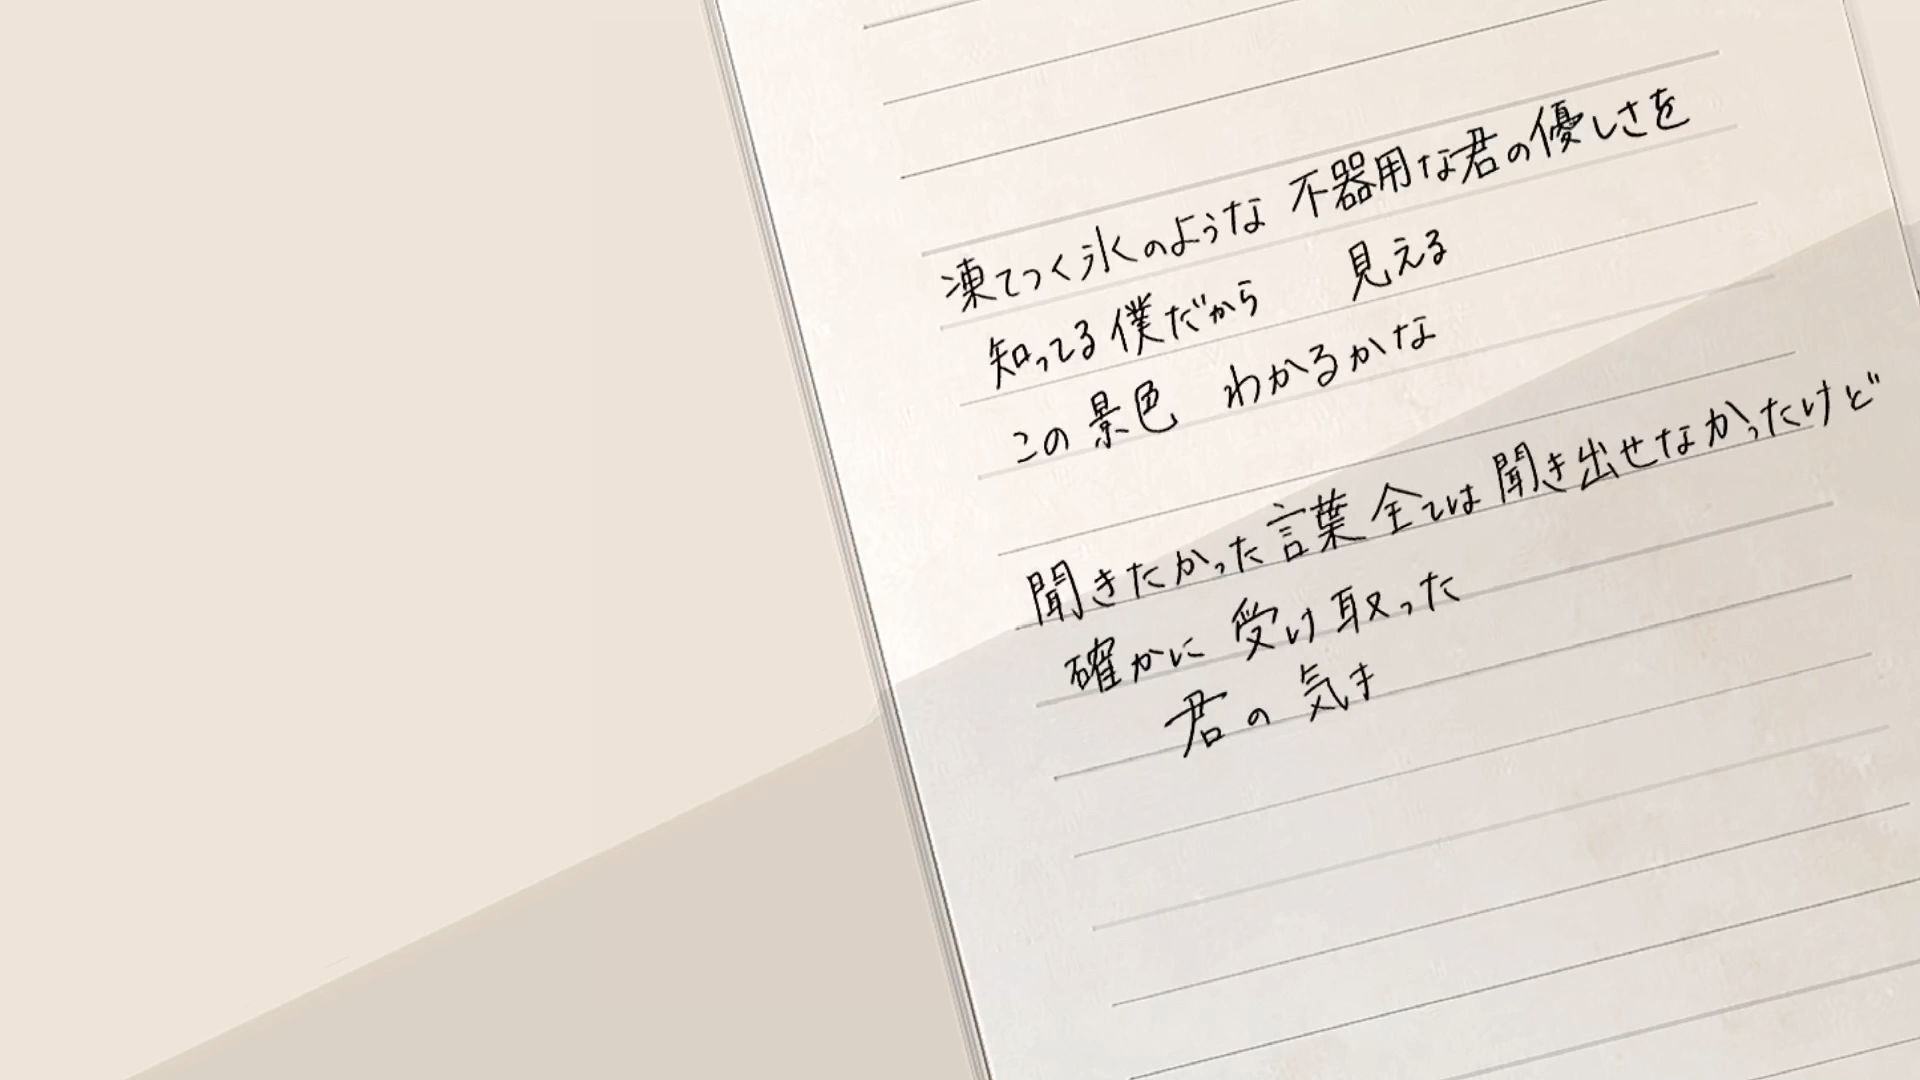 凍てつく氷のような 不器用な君の優しさを
知ってる僕だから 見える
この景色 わかるかな
聞きたかった言葉 全ては聞き出せなかったけど
確かに 受け取った
君の 気